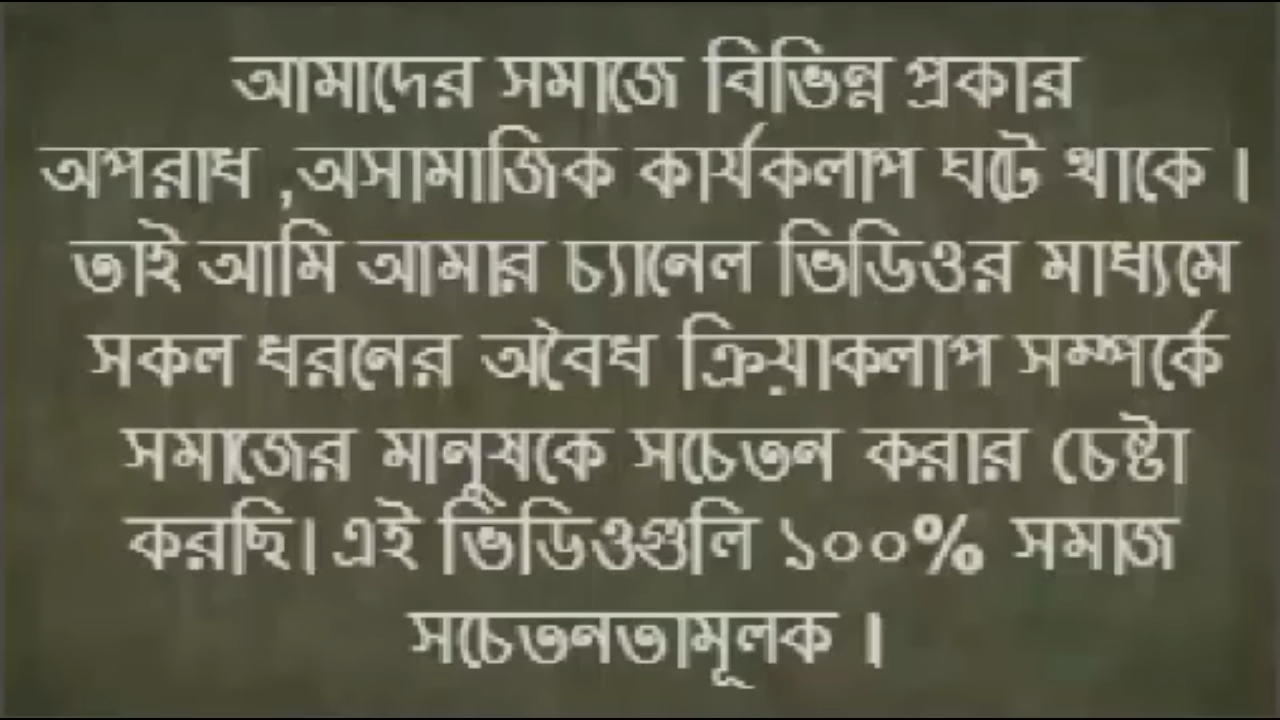 আমাদের সমাজে বিভিন্ন প্রকার
অপরাধ ,অসামাজিক কার্যকলাপ ঘটে থাকে ।
তাই আমি আমার চ্যানেল ভিডিওর মাধ্যমে
সকল ধরনের অবৈধ ক্রিয়াকলাপ সম্পর্কে
সমাজের মানুষকে সচেতন করার চেষ্টা
করছি। এই ভিডিওগুলি ১০০% সমাজ
সচেতনতামূলক ।